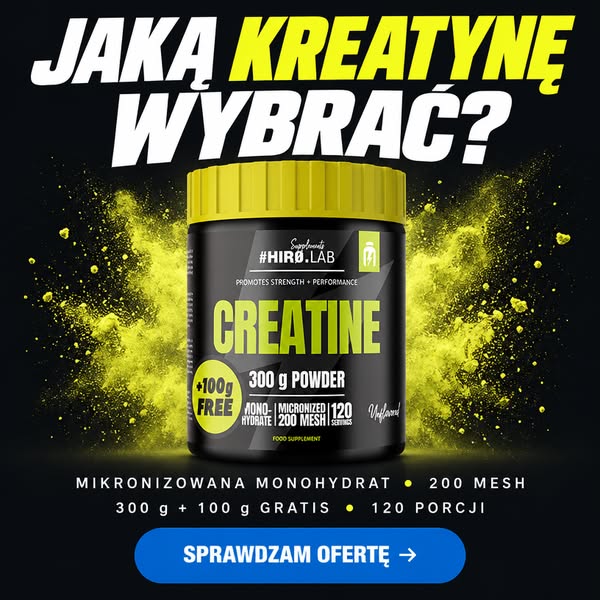 JAKĄ KREATYNĘ
WYBRAĆ?
Supplements
#HIRO.LAB
PROMOTES STRENGTH + PERFORMANCE
CREATINE
300 g POWDER
+100g
FREE
MONO-
HYDRATE
MICRONIZED
200 MESH
120
SERVINGS
Unflavored
FOOD SUPPLEMENT
MIKRONIZOWANA MONOHYDRAT • 200 MESH
300 g + 100 g GRATIS • 120 PORCJI
SPRAWDZAM OFERTĘ →